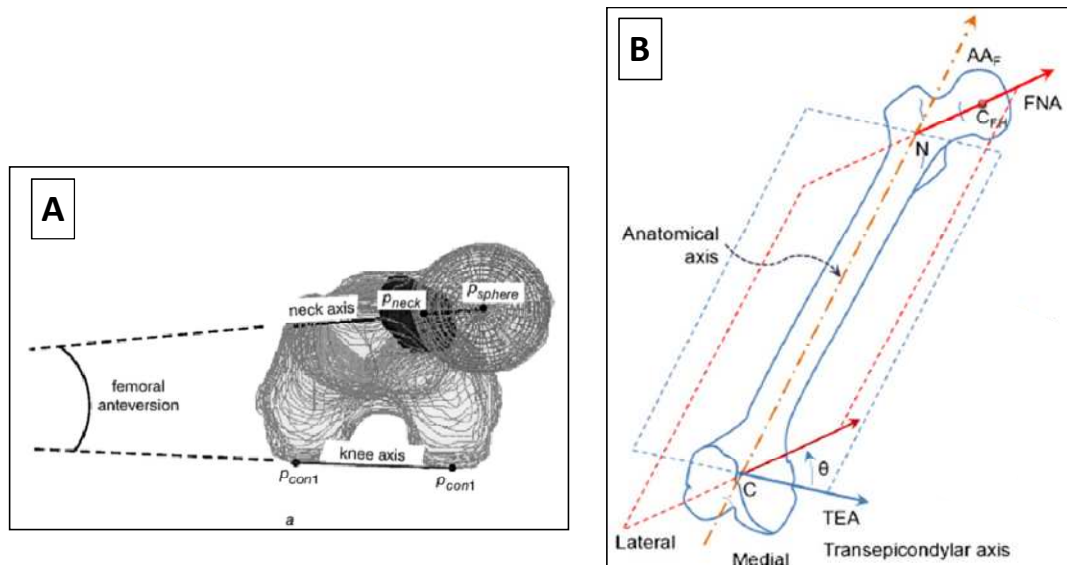 A
neck axis
p_neck
p_sphere
femoral
anteversion
knee axis
p_con1
p_con1
a
B
AA_F
FNA
C_FH
N
Anatomical
axis
C
θ
TEA
Lateral
Medial
Transepicondylar axis